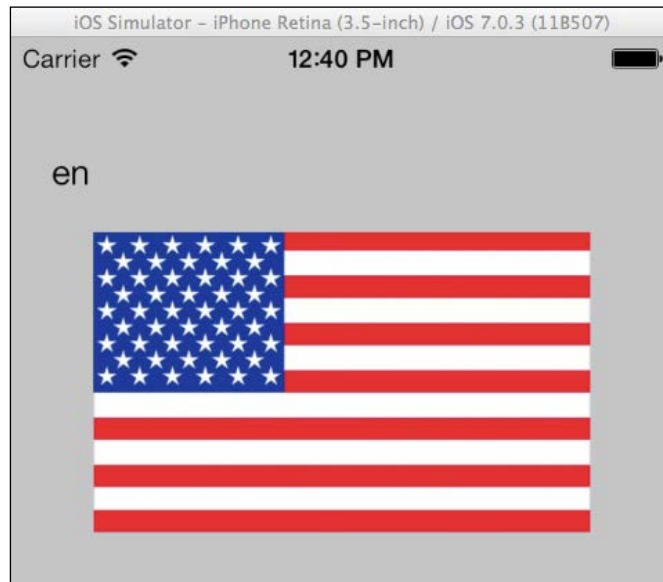 iOS Simulator – iPhone Retina (3.5-inch) / iOS 7.0.3 (11B507)
Carrier 12:40 PM
en